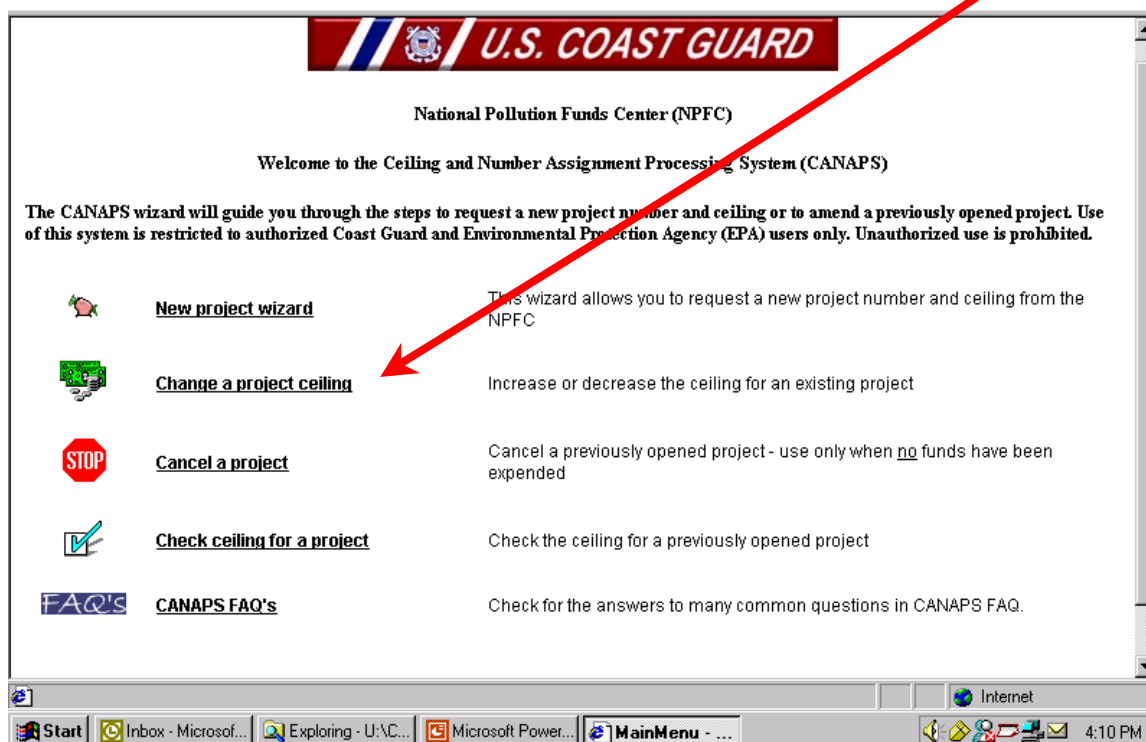 U.S. COAST GUARD
National Pollution Funds Center (NPFC)
Welcome to the Ceiling and Number Assignment Processing System (CANAPS)
The CANAPS wizard will guide you through the steps to request a new project number and ceiling or to amend a previously opened project. Use
of this system is restricted to authorized Coast Guard and Environmental Protection Agency (EPA) users only. Unauthorized use is prohibited.
New project wizard
This wizard allows you to request a new project number and ceiling from the
NPFC
Change a project ceiling
Increase or decrease the ceiling for an existing project
STOP
Cancel a project
Cancel a previously opened project - use only when no funds have been
expended
Check ceiling for a project
Check the ceiling for a previously opened project
FAQ'S
CANAPS FAQ's
Check for the answers to many common questions in CANAPS FAQ.
Internet
Start
Inbox - Microsof...
Exploring - U:\C...
Microsoft Power...
MainMenu - ...
4:10 PM